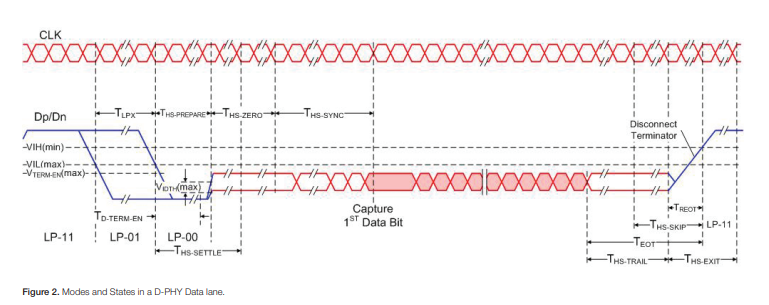 CLK
Dp/Dn
TLPX
THS-PREPARE
THS-ZERO
THS-SYNC
Disconnect
Terminator
VIH(min)
VIL(max)
VTERM-EN(max)
VIDTH(max)
TD-TERM-EN
Capture
1ST Data Bit
TREOT
THS-SKIP
LP-11
LP-11
LP-01
LP-00
TEOT
THS-SETTLE
THS-TRAIL
THS-EXIT
Figure 2. Modes and States in a D-PHY Data lane.